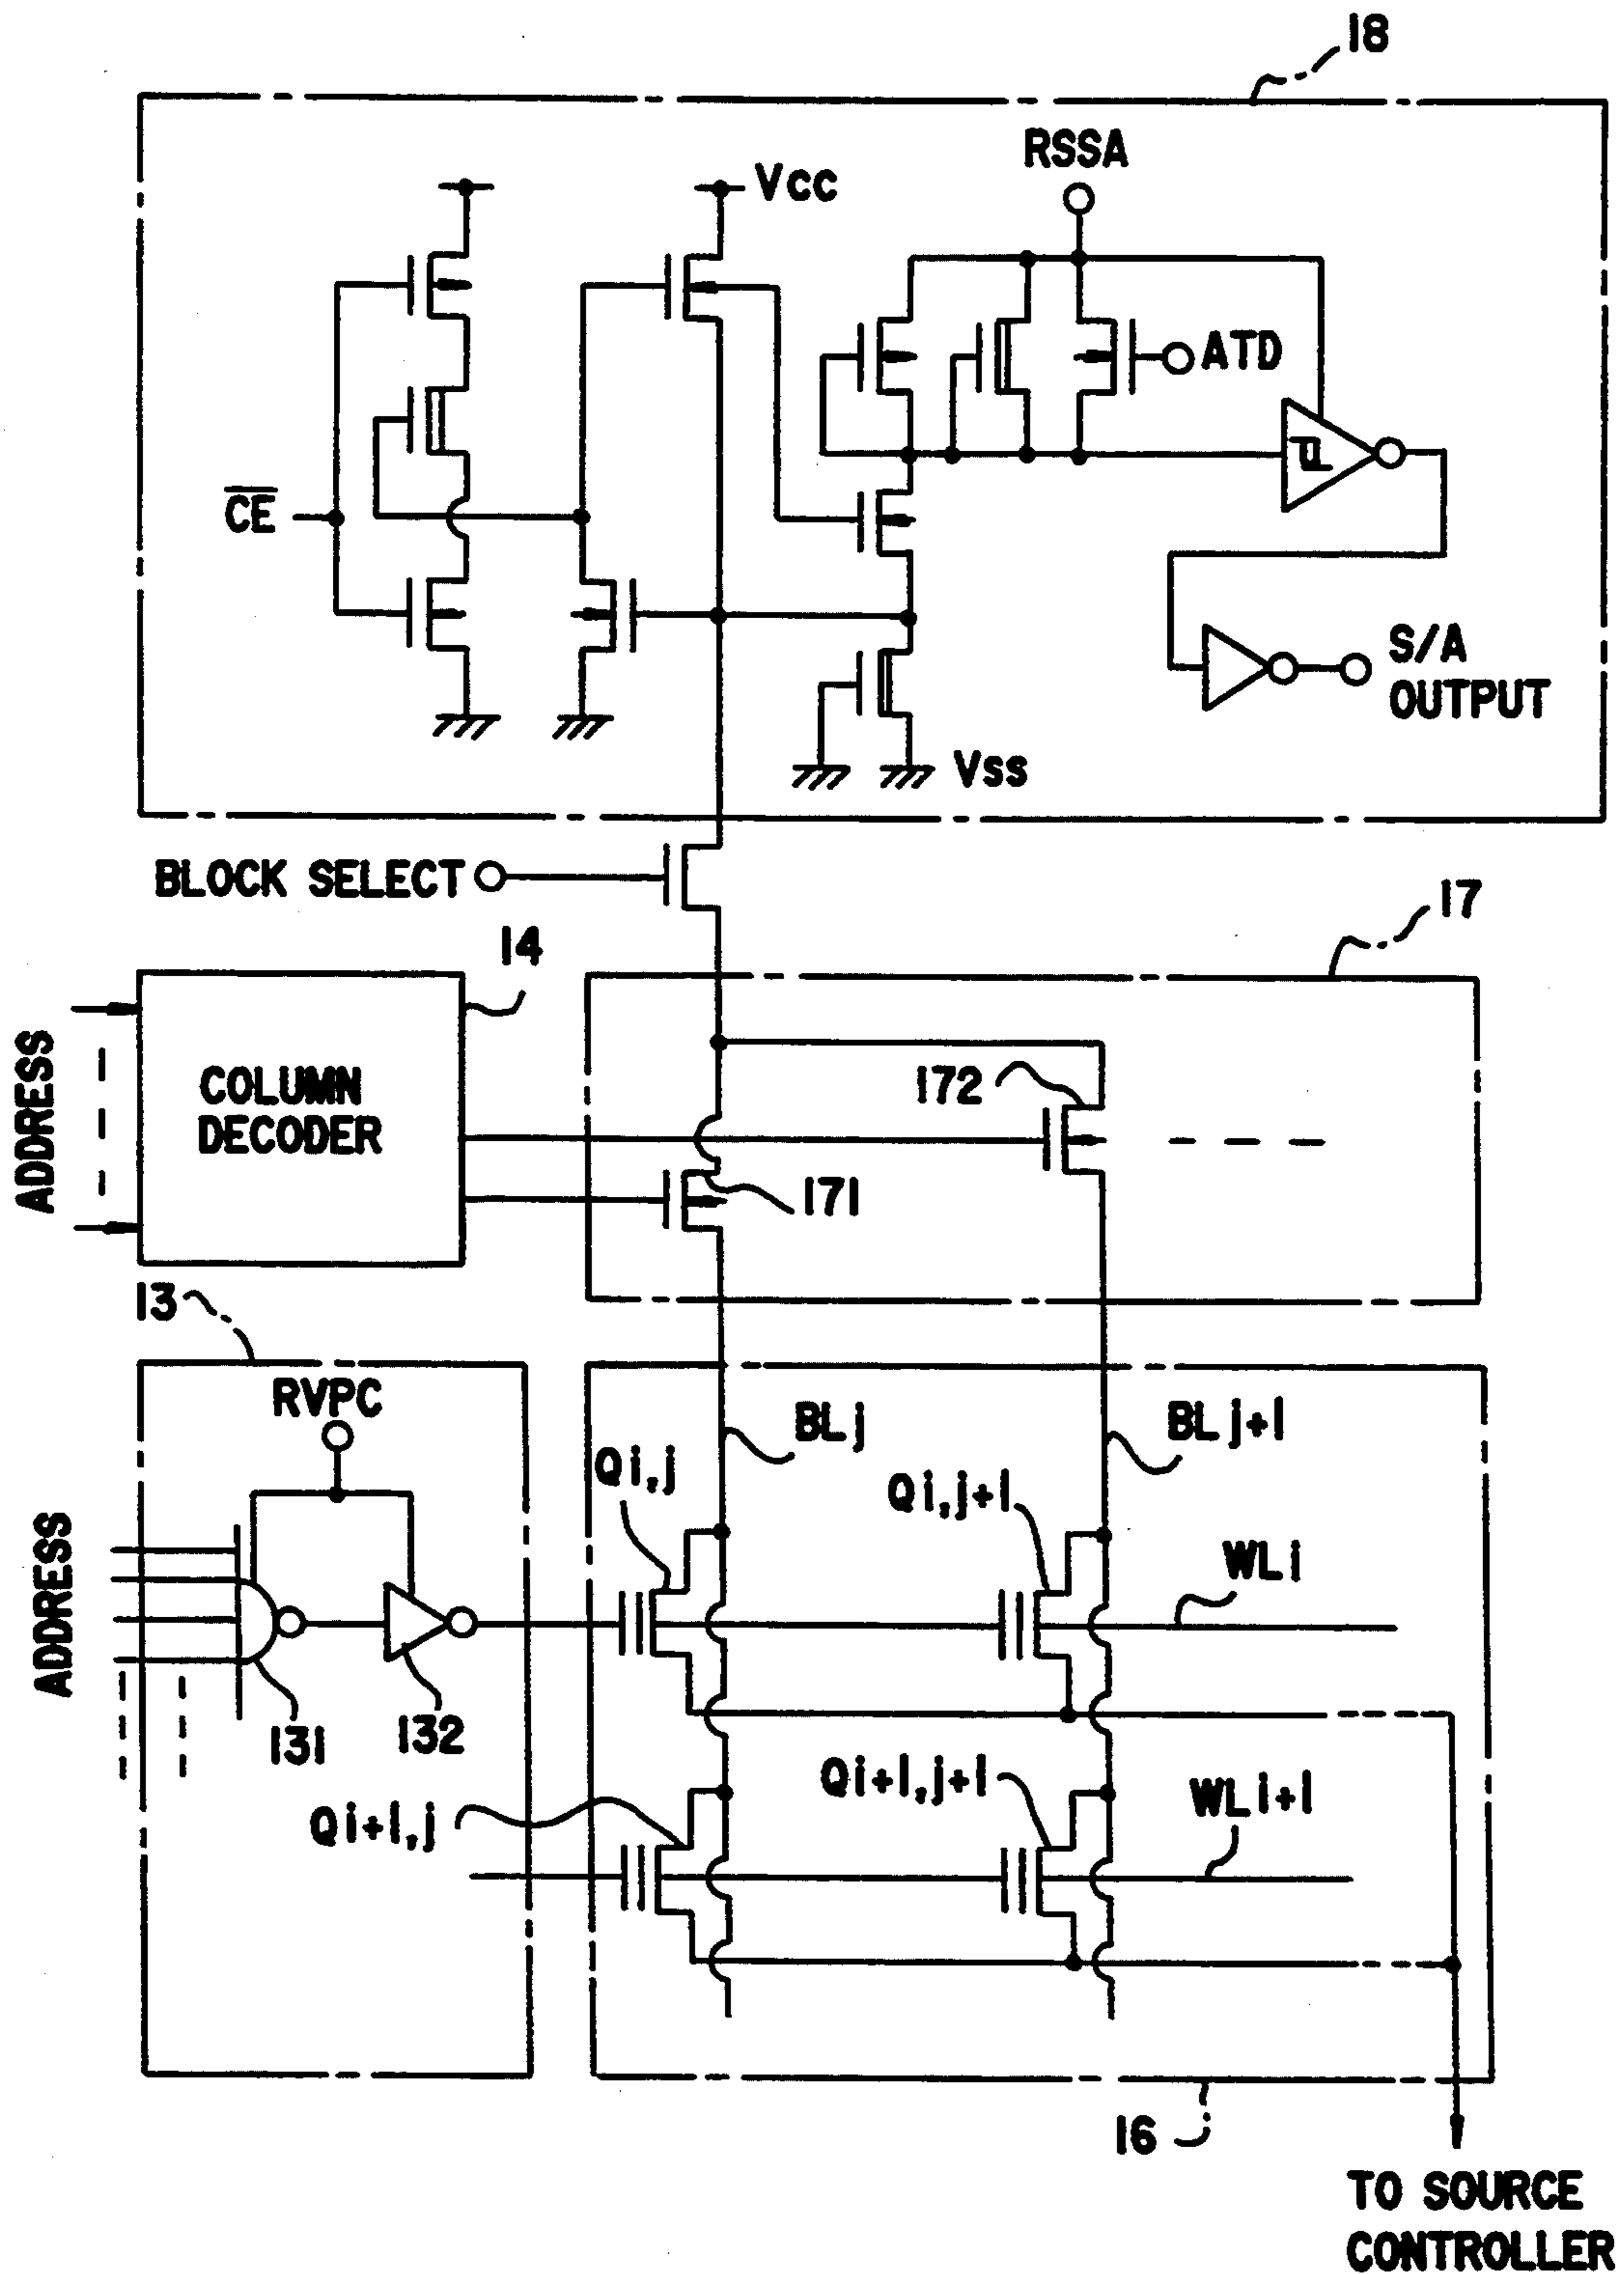 18
RSSA
Vcc
ATD
CE
S/A
OUTPUT
Vss
BLOCK SELECT
17
14
ADDRESS
COLUMN
DECODER
172
171
13
RVPC
BLj
BLj+1
Qi,j
Qi,j+1
ADDRESS
WLi
131
132
Qi+1,j+1
WLi+1
Qi+1,j
16
TO SOURCE
CONTROLLER